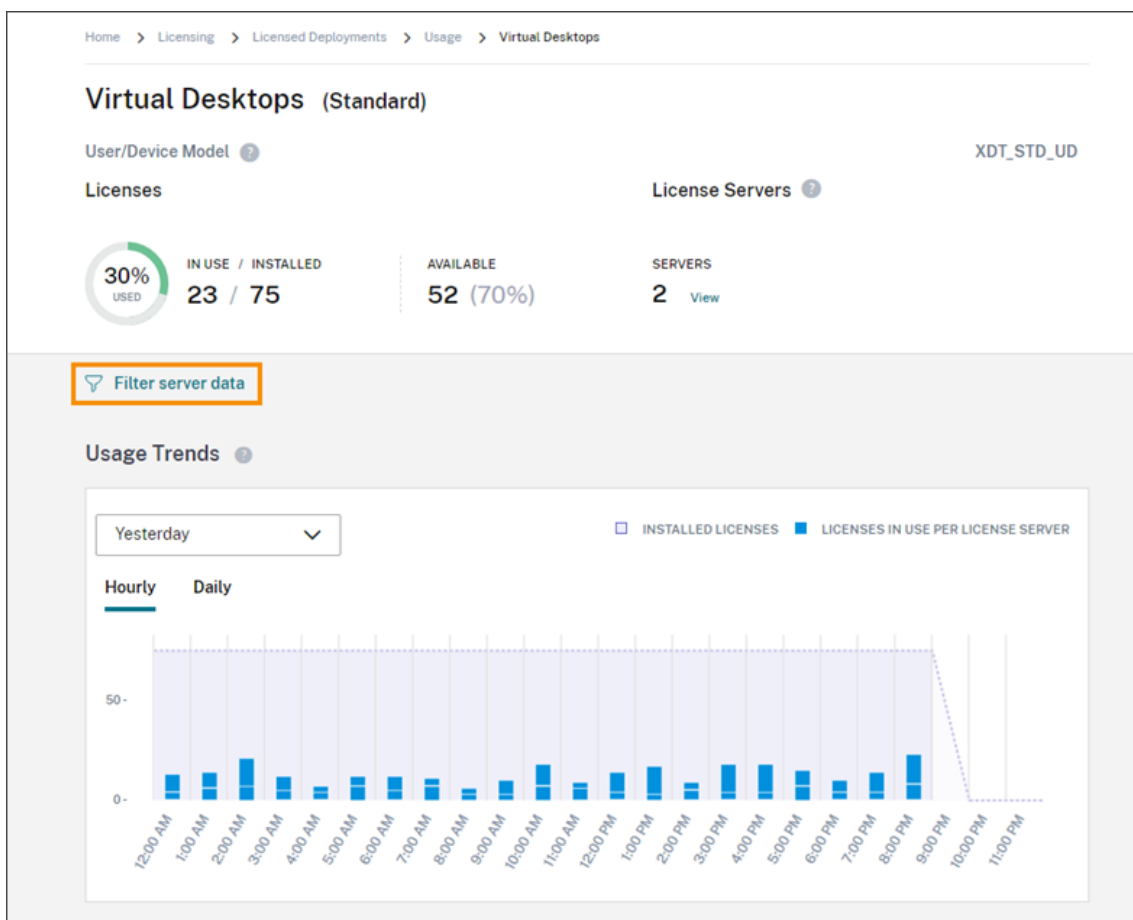 Home > Licensing > Licensed Deployments > Usage > Virtual Desktops
Virtual Desktops (Standard)
User/Device Model ? XDT_STD_UD
Licenses License Servers ?
30% USED
IN USE / INSTALLED AVAILABLE SERVERS
23 / 75 52 (70%) 2 View
Filter server data
Usage Trends ?
Yesterday INSTALLED LICENSES LICENSES IN USE PER LICENSE SERVER
Hourly Daily
50-
0-
12:00 AM 1:00 AM 2:00 AM 3:00 AM 4:00 AM 5:00 AM 6:00 AM 7:00 AM 8:00 AM 9:00 AM 10:00 AM 11:00 AM 12:00 PM 1:00 PM 2:00 PM 3:00 PM 4:00 PM 5:00 PM 6:00 PM 7:00 PM 8:00 PM 9:00 PM 10:00 PM 11:00 PM